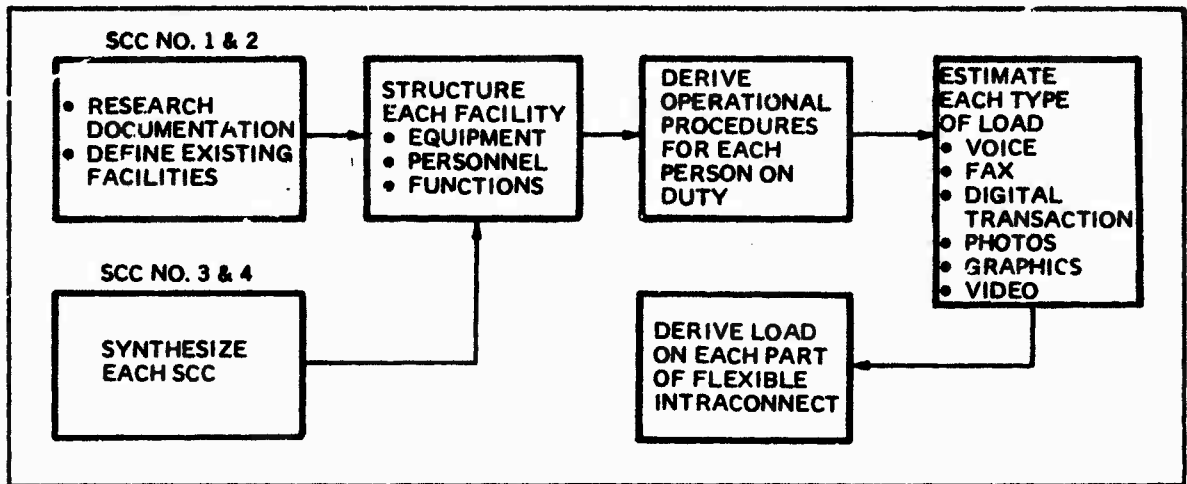 SCC NO. 1 & 2
• RESEARCH
DOCUMENTATION
• DEFINE EXISTING
FACILITIES
STRUCTURE
EACH FACILITY
• EQUIPMENT
• PERSONNEL
• FUNCTIONS
DERIVE
OPERATIONAL
PROCEDURES
FOR EACH
PERSON ON
DUTY
ESTIMATE
EACH TYPE
OF LOAD
• VOICE
• FAX
• DIGITAL
TRANSACTION
• PHOTOS
• GRAPHICS
• VIDEO
SCC NO. 3 & 4
SYNTHESIZE
EACH SCC
DERIVE LOAD
ON EACH PART
OF FLEXIBLE
INTRACONNECT